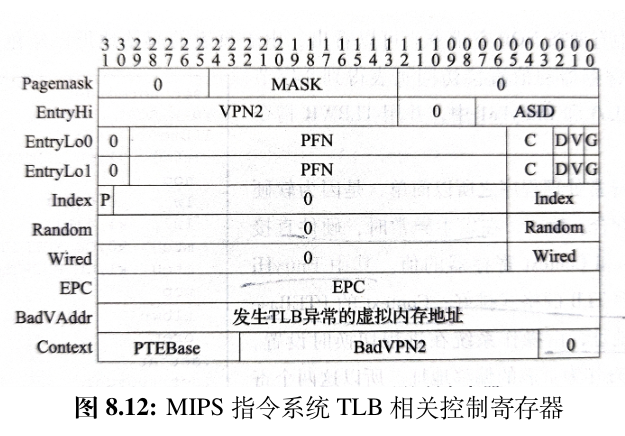 3 3 2 2 2 2 2 2 2 2 2 2 1 1 1 1 1 1 1 1 1 1 0 0 0 0 0 0 0 0 0 0
1 0 9 8 7 6 5 4 3 2 1 0 9 8 7 6 5 4 3 2 1 0 9 8 7 6 5 4 3 2 1 0
Pagemask 0 MASK 0
EntryHi VPN2 0 ASID
EntryLo0 0 PFN C D V G
EntryLo1 0 PFN C D V G
Index P 0 Index
Random 0 Random
Wired 0 Wired
EPC EPC
BadVAddr 发生TLB异常的虚拟内存地址
Context PTEBase BadVPN2 0
图 8.12: MIPS 指令系统 TLB 相关控制寄存器